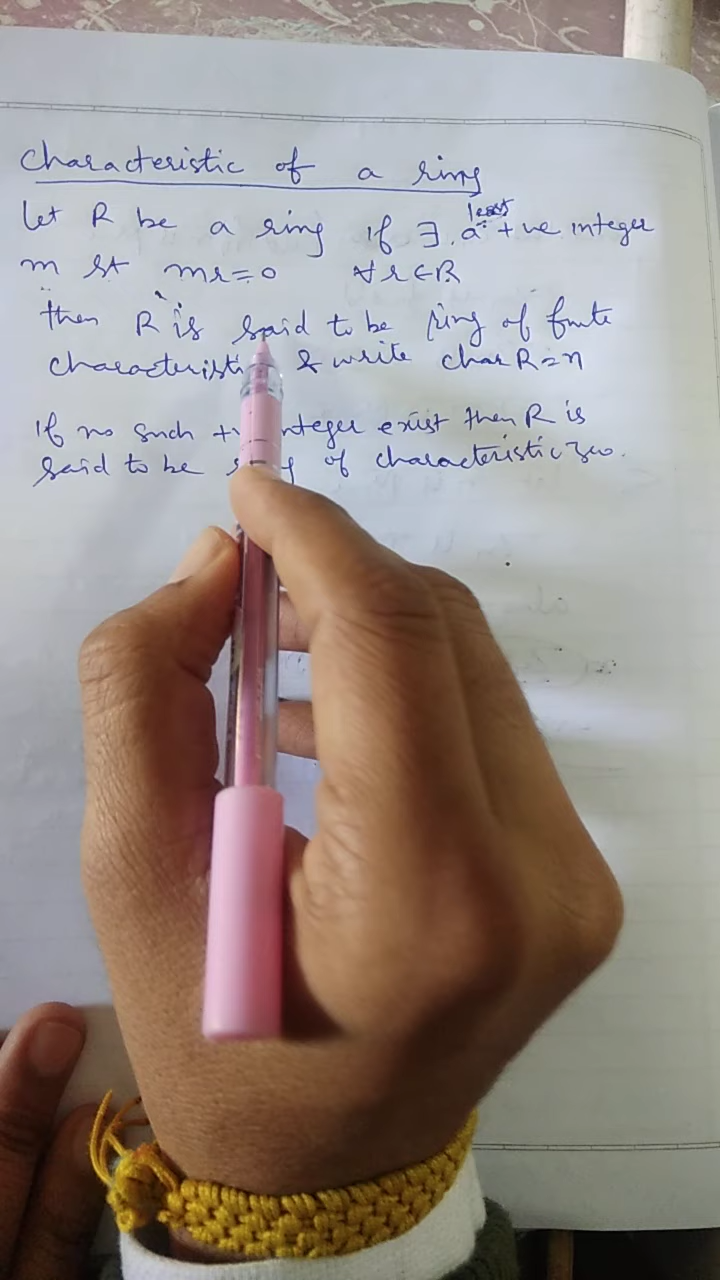 Characteristic of a ring
let R be a ring if ∃. a least +ve integer
m st mr=0 ∀r∈R
then R is said to be ring of finite
characteristic & write char R=n
If no such +ve integer exist then R is
said to be ring of characteristic zero.